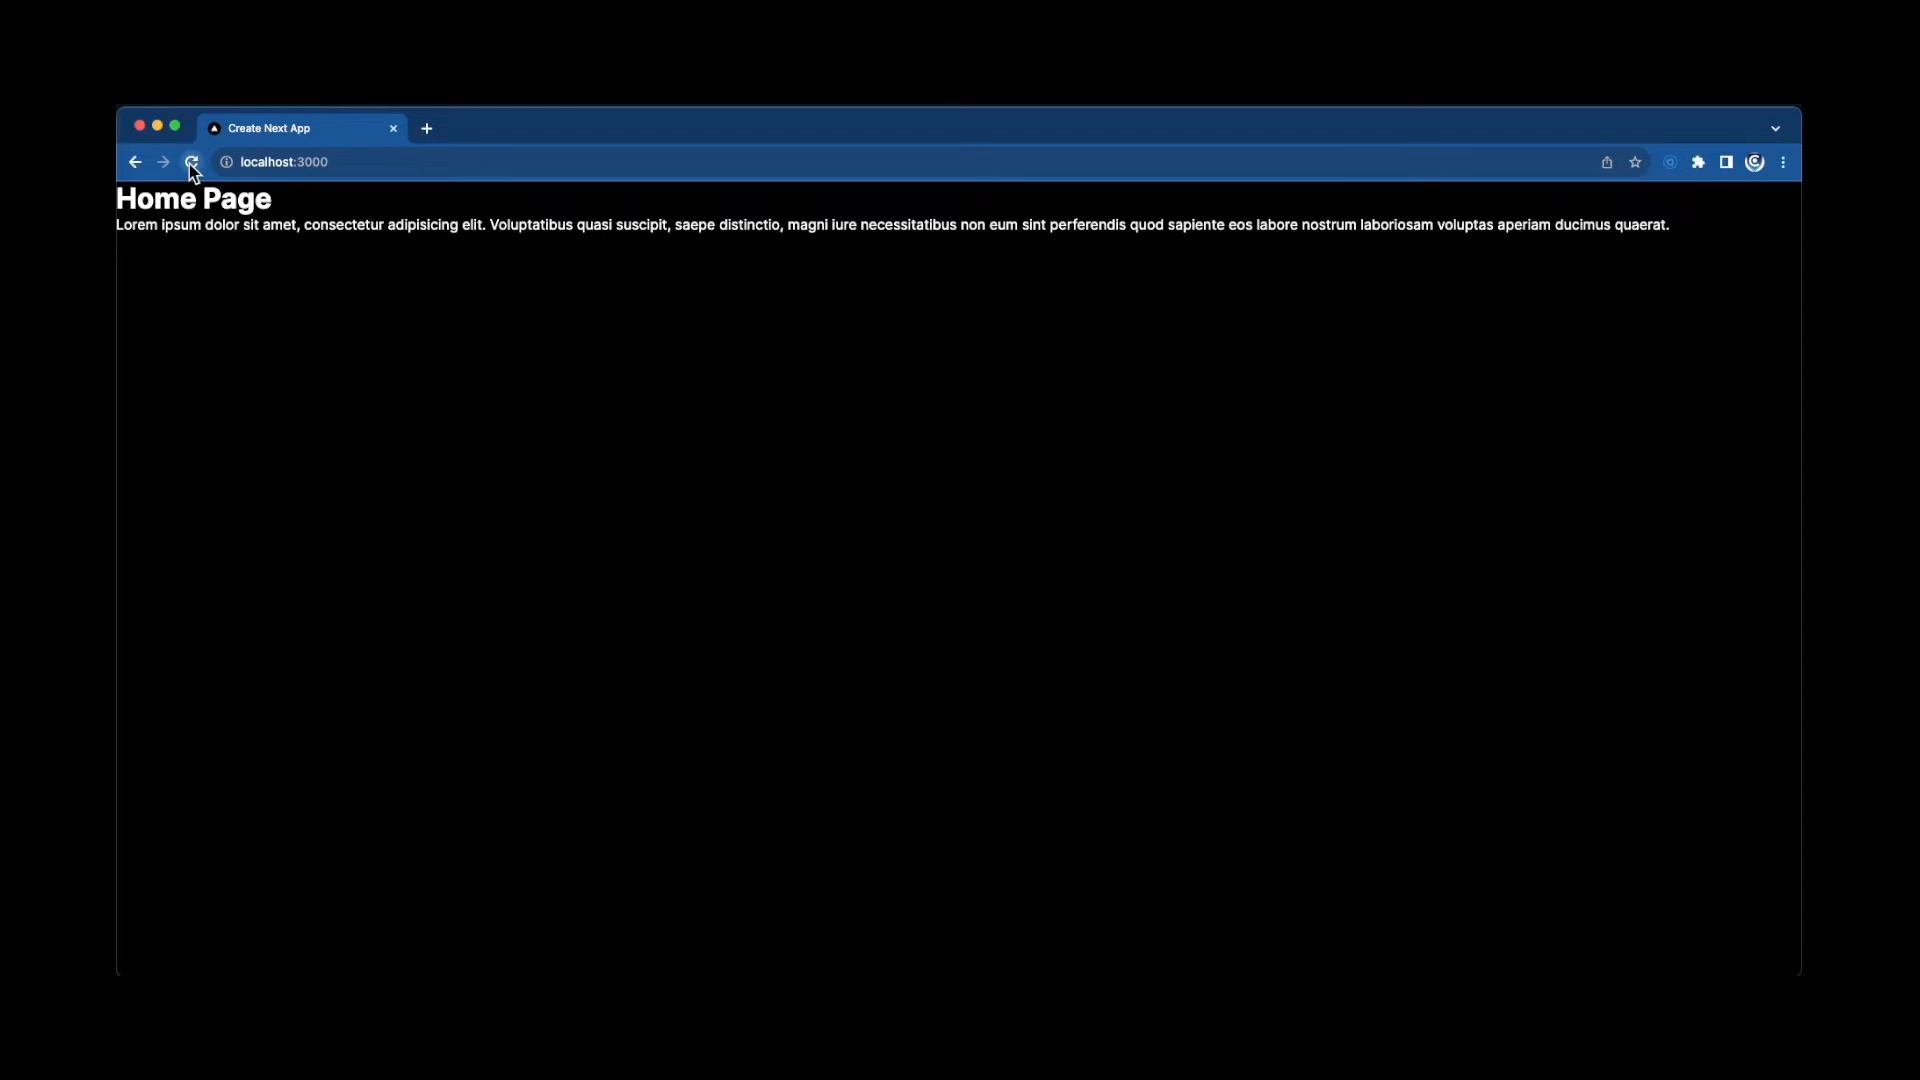 Create Next App
localhost:3000
Home Page
Lorem ipsum dolor sit amet, consectetur adipisicing elit. Voluptatibus quasi suscipit, saepe distinctio, magni iure necessitatibus non eum sint perferendis quod sapiente eos labore nostrum laboriosam voluptas aperiam ducimus quaerat.